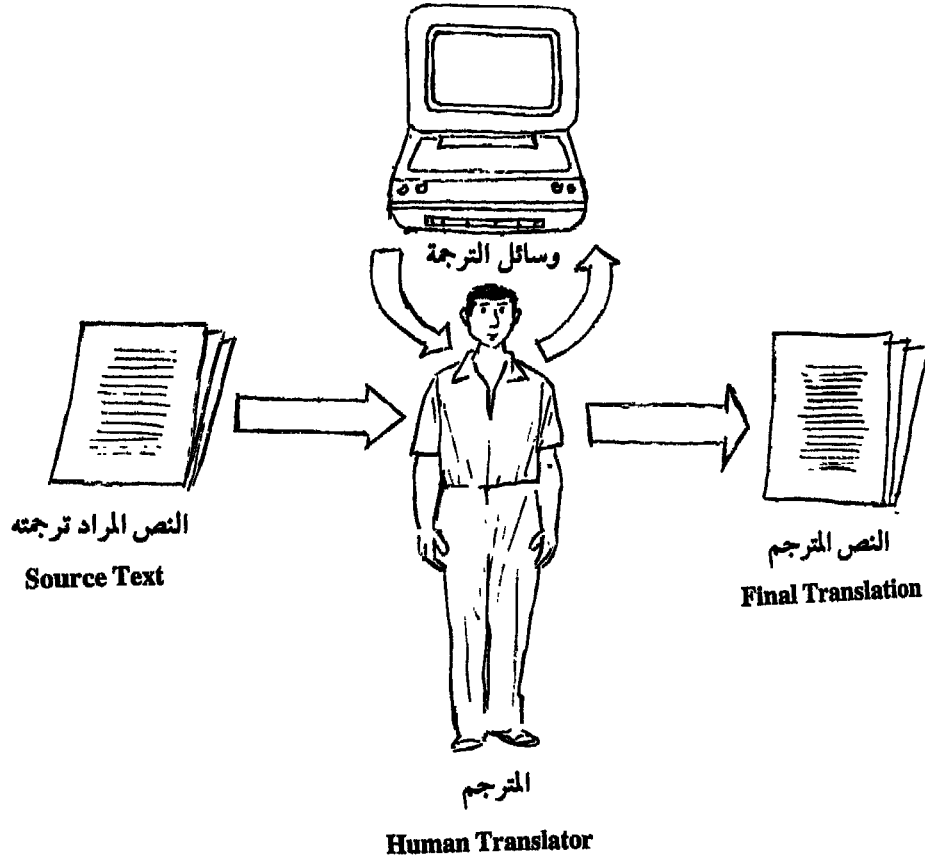 وسائل الترجمة
النص المراد ترجمته
Source Text
النص المترجم
Final Translation
المترجم
Human Translator